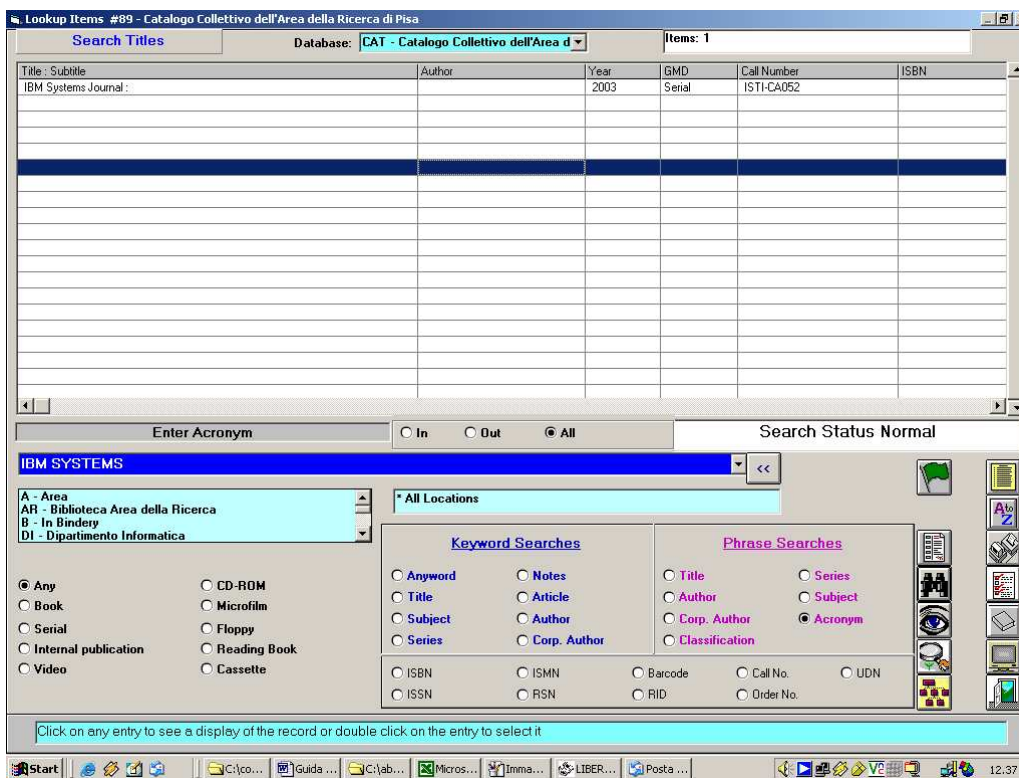 Lookup Items #89 - Catalogo Collettivo dell'Area della Ricerca di Pisa
Search Titles
Database: CAT - Catalogo Collettivo dell'Area d
Items: 1
Title : Subtitle Author Year GMD Call Number ISBN
IBM Systems Journal : 2003 Serial ISTI-CA052
Enter Acronym
In Out All
Search Status Normal
IBM SYSTEMS
<<
A - Area
AR - Biblioteca Area della Ricerca
B - In Bindery
DI - Dipartimento Informatica
* All Locations
A to Z
Any CD-ROM
Book Microfilm
Serial Floppy
Internal publication Reading Book
Video Cassette
Keyword Searches
Anyword Notes
Title Article
Subject Author
Series Corp. Author
Phrase Searches
Title Series
Author Subject
Corp. Author Acronym
Classification
ISBN ISMN Barcode Call No. UDN
ISSN RSN RID Order No.
Click on any entry to see a display of the record or double click on the entry to select it
Start C:\co... Guida ... C:\ab... Micros... Imma... LIBER... Posta ... 12.37